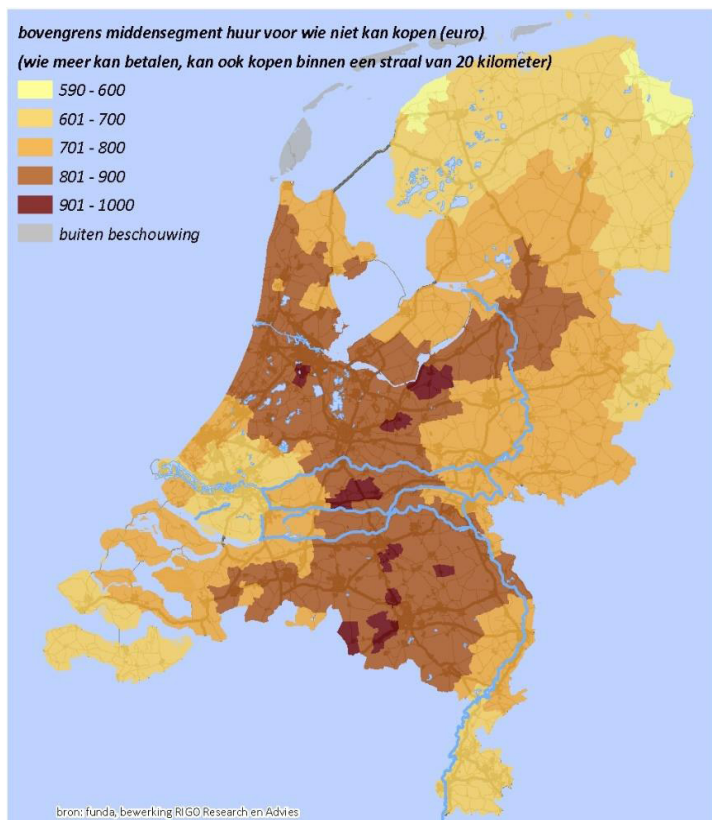 bovengrens middensegment huur voor wie niet kan kopen (euro)
(wie meer kan betalen, kan ook kopen binnen een straal van 20 kilometer)
590 - 600
601 - 700
701 - 800
801 - 900
901 - 1000
buiten beschouwing
bron: funda, bewerking RIGO Research en Advies